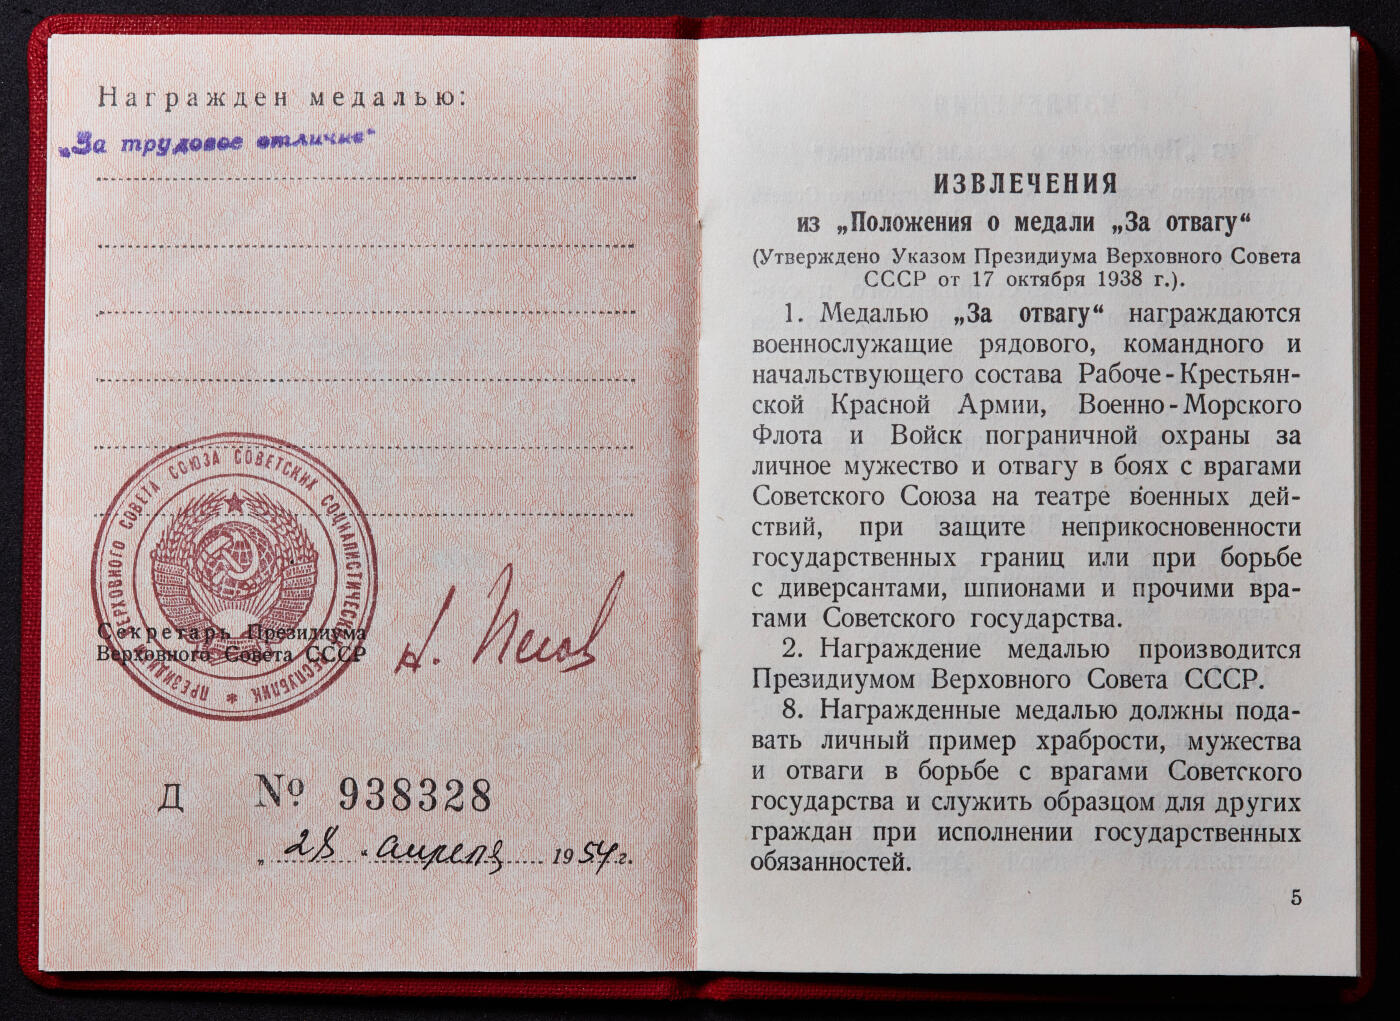 Награжден медалью:
„За трудовое отличие“
ПРЕЗИДИУМ ВЕРХОВНОГО СОВЕТА СОЮЗА СОВЕТСКИХ СОЦИАЛИСТИЧЕСКИХ РЕСПУБЛИК *
Секретарь Президиума
Верховного Совета СССР
Д № 938328
„ 28 “ апреля 1954 г.
ИЗВЛЕЧЕНИЯ
из „Положения о медали „За отвагу“
(Утверждено Указом Президиума Верховного Совета
СССР от 17 октября 1938 г.).
1. Медалью „За отвагу“ награждаются
военнослужащие рядового, командного и
начальствующего состава Рабоче-Крестьян-
ской Красной Армии, Военно-Морского
Флота и Войск пограничной охраны за
личное мужество и отвагу в боях с врагами
Советского Союза на театре военных дей-
ствий, при защите неприкосновенности
государственных границ или при борьбе
с диверсантами, шпионами и прочими вра-
гами Советского государства.
2. Награждение медалью производится
Президиумом Верховного Совета СССР.
8. Награжденные медалью должны пода-
вать личный пример храбрости, мужества
и отваги в борьбе с врагами Советского
государства и служить образцом для других
граждан при исполнении государственных
обязанностей.
5